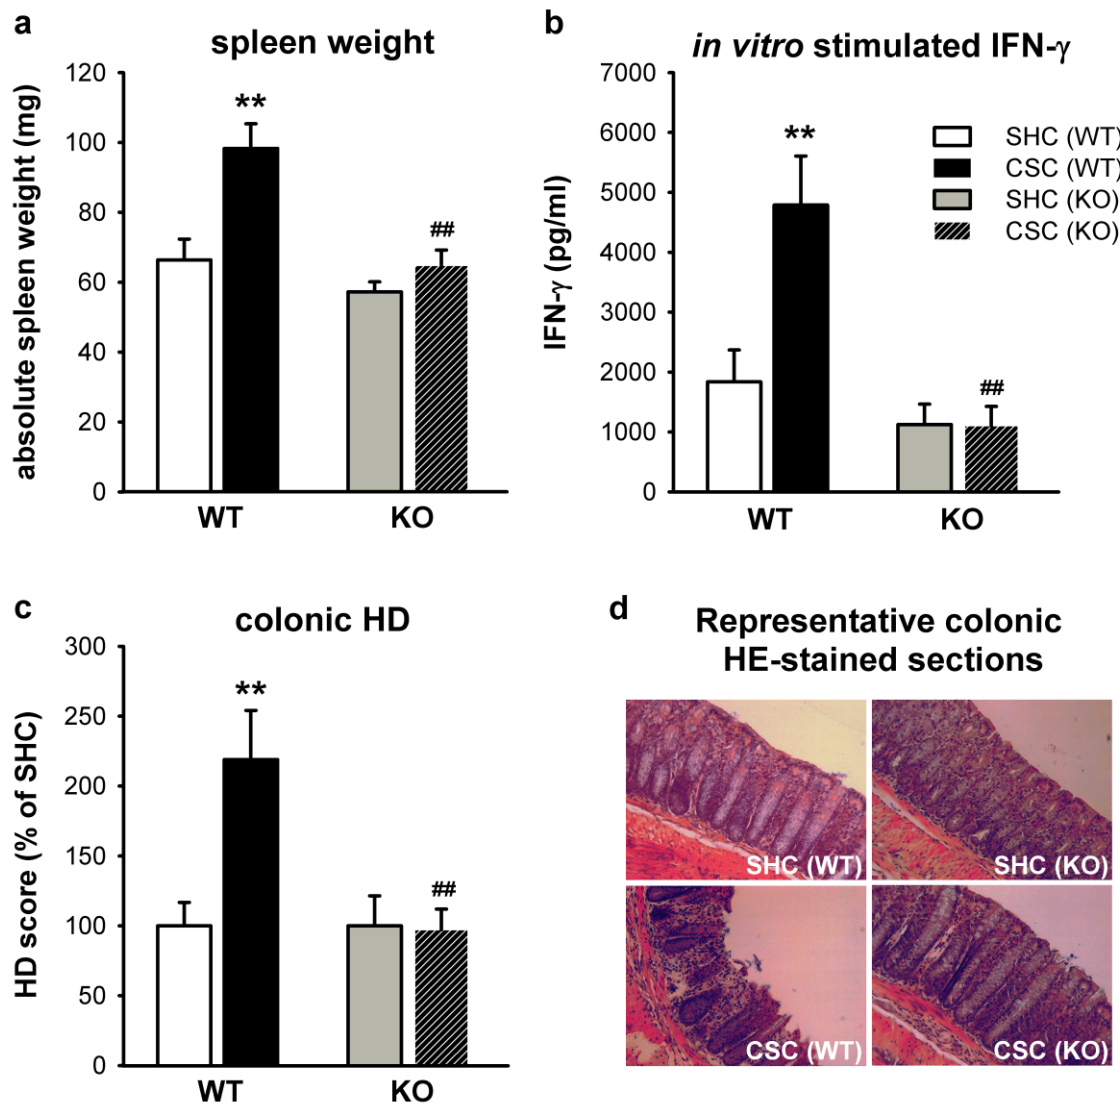 a
spleen weight
absolute spleen weight (mg)
120
100
80
60
40
20
0
**
##
WT
KO
b
in vitro stimulated IFN-γ
IFN-γ (pg/ml)
7000
6000
5000
4000
3000
2000
1000
0
**
##
SHC (WT)
CSC (WT)
SHC (KO)
CSC (KO)
WT
KO
c
colonic HD
HD score (% of SHC)
300
250
200
150
100
50
0
**
##
WT
KO
d
Representative colonic
HE-stained sections
SHC (WT)
SHC (KO)
CSC (WT)
CSC (KO)